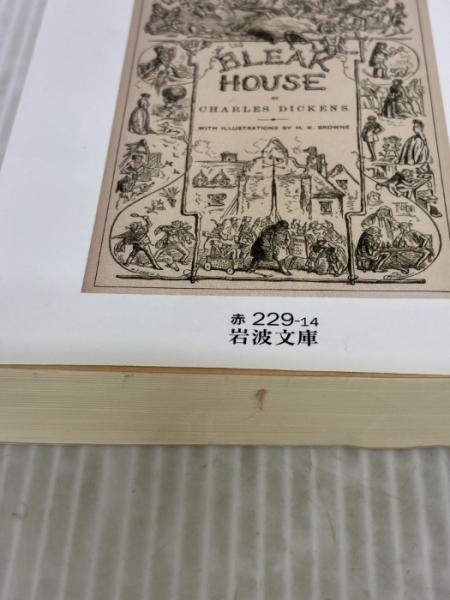 BLEAK
HOUSE
BY
CHARLES DICKENS.
WITH ILLUSTRATIONS BY H. K. BROWNE
赤 229-14
岩波文庫